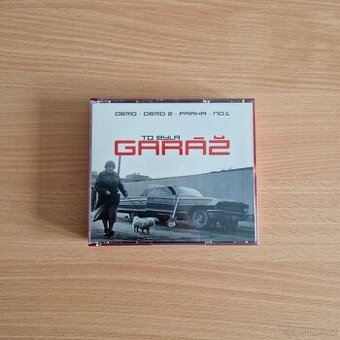 DEMO · DEMO 2 · PRAHA · NO.1
TO BYLA
GARÁŽ